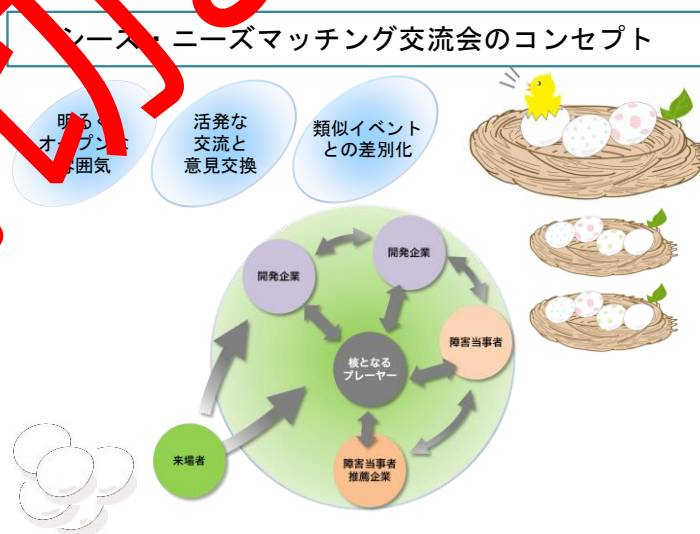 シーズ・ニーズマッチング交流会のコンセプト
明るく
オープンな
雰囲気
活発な
交流と
意見交換
類似イベント
との差別化
開発企業
開発企業
障害当事者
核となる
プレーヤー
来場者
障害当事者
推薦企業